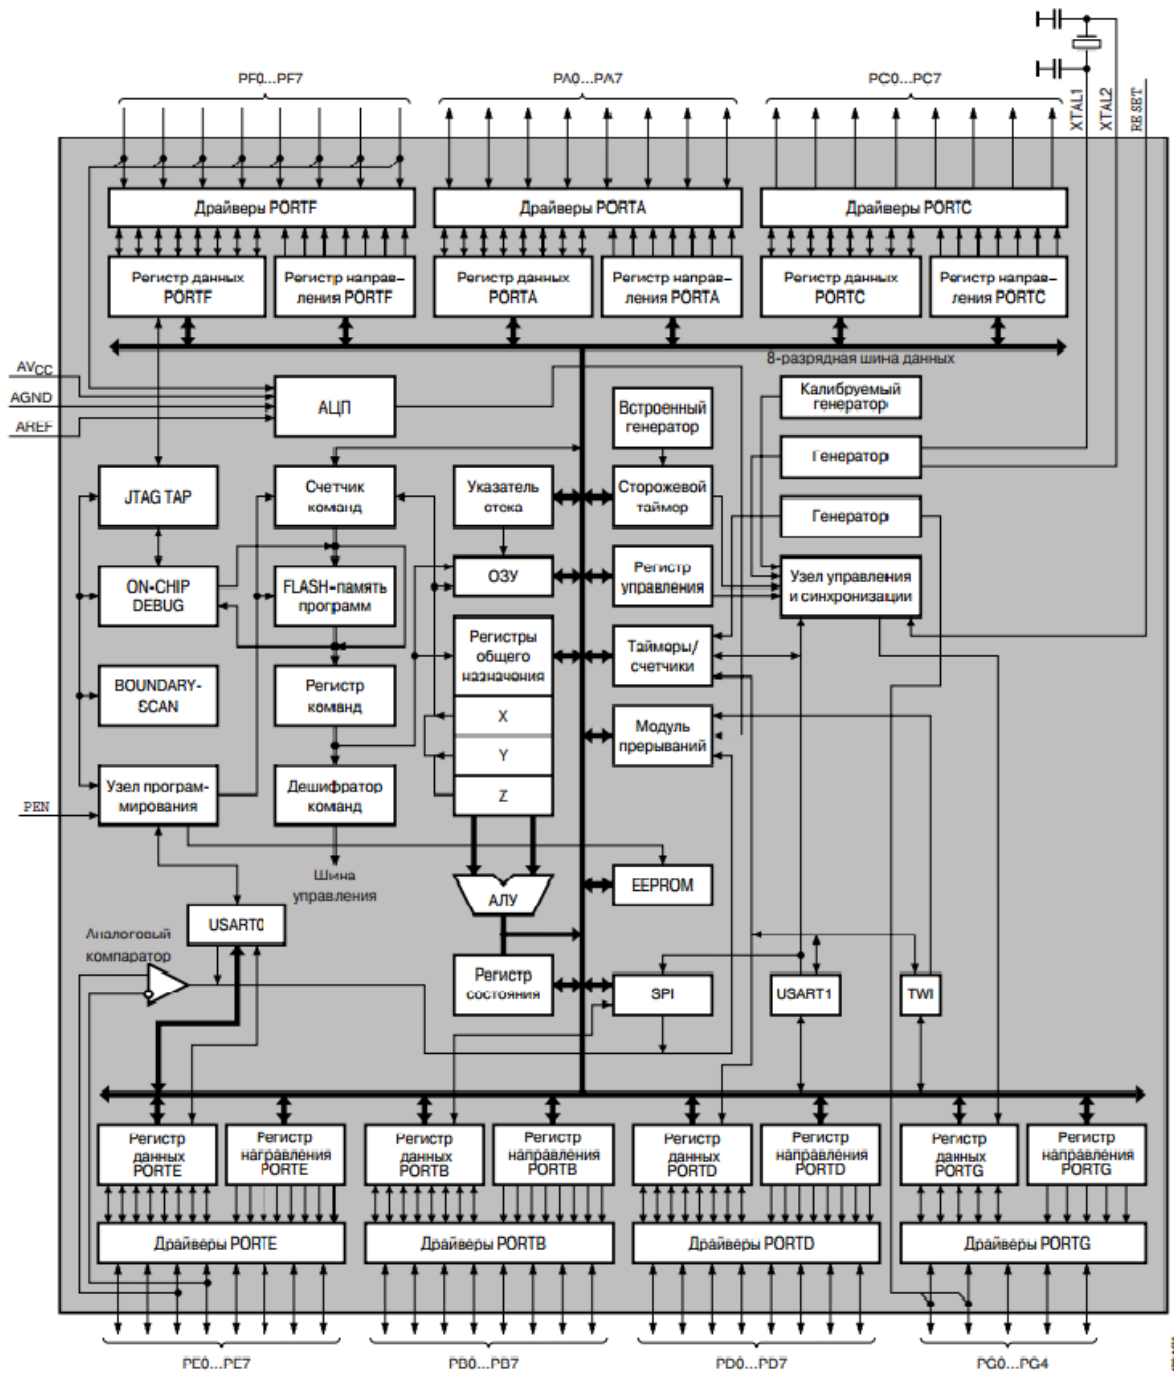 PF0...PF7
PA0...PA7
PC0...PC7
XTAL1
XTAL2
RESET
Драйверы PORTF
Драйверы PORTA
Драйверы PORTC
Регистр данных
PORTF
Регистр направ–
ления PORTF
Регистр данных
PORTA
Регистр направ–
ления PORTA
Регистр данных
PORTC
Регистр направ–
ления PORTC
8-разрядная шина данных
AVCC
AGND
AREF
АЦП
Встроенный
генератор
Калибруемый
генератор
Генератор
JTAG TAP
Счетчик
команд
Указатель
стека
Сторожевой
таймер
Генератор
ON-CHIP
DEBUG
FLASH-память
программ
ОЗУ
Регистр
управления
Узел управления
и синхронизации
Регистры
общего
назначения
Таймеры/
счетчики
BOUNDARY-
SCAN
Регистр
команд
X
Y
Z
Модуль
прерываний
PEN
Узел програм-
мирования
Дешифратор
команд
Шина
управления
АЛУ
EEPROM
USART0
Аналоговый
компаратор
Регистр
состояния
SPI
USART1
TWI
Регистр
данных
PORTE
Регистр
направления
PORTE
Регистр
данных
PORTB
Регистр
направления
PORTB
Регистр
данных
PORTD
Регистр
направления
PORTD
Регистр
данных
PORTG
Регистр
направления
PORTG
Драйверы PORTE
Драйверы PORTB
Драйверы PORTD
Драйверы PORTG
PE0...PE7
PB0...PB7
PD0...PD7
PG0...PG4